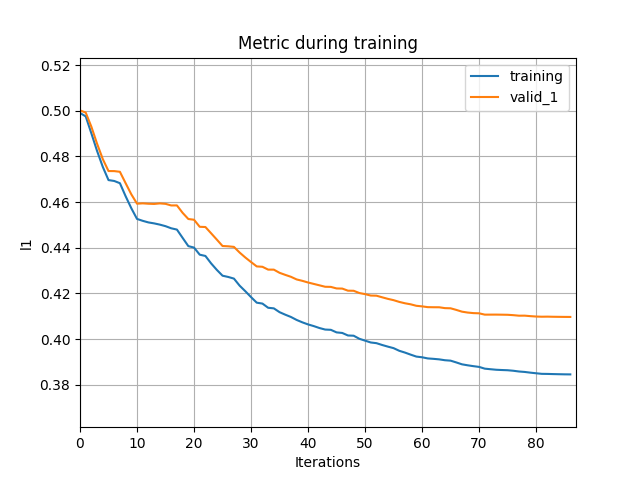 Metric during training
0.52
0.50
0.48
0.46
0.44
0.42
0.40
0.38
l1
training
valid_1
0 10 20 30 40 50 60 70 80
Iterations